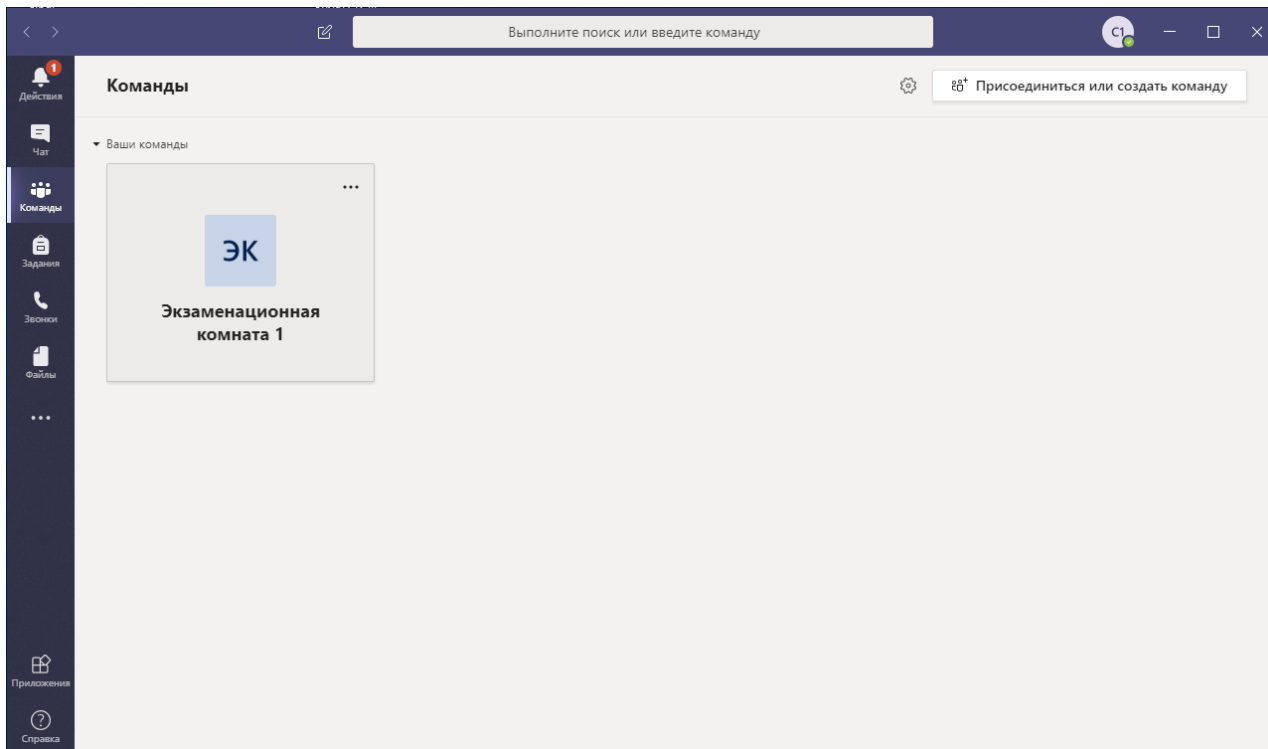 Выполните поиск или введите команду
С1
1
Действия
Чат
Команды
Задания
Звонки
Файлы
Приложения
Справка
Команды
Присоединиться или создать команду
Ваши команды
ЭК
Экзаменационная
комната 1